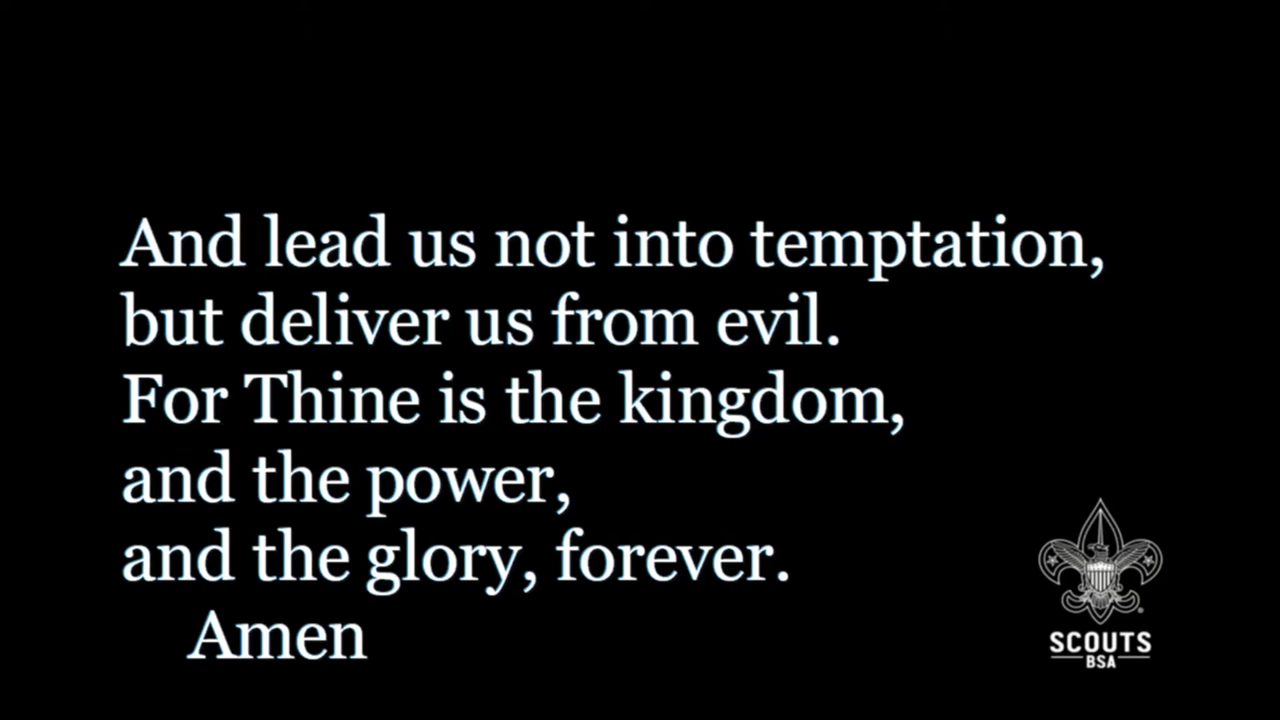 And lead us not into temptation,
but deliver us from evil.
For Thine is the kingdom,
and the power,
and the glory, forever.
Amen
SCOUTS
BSA